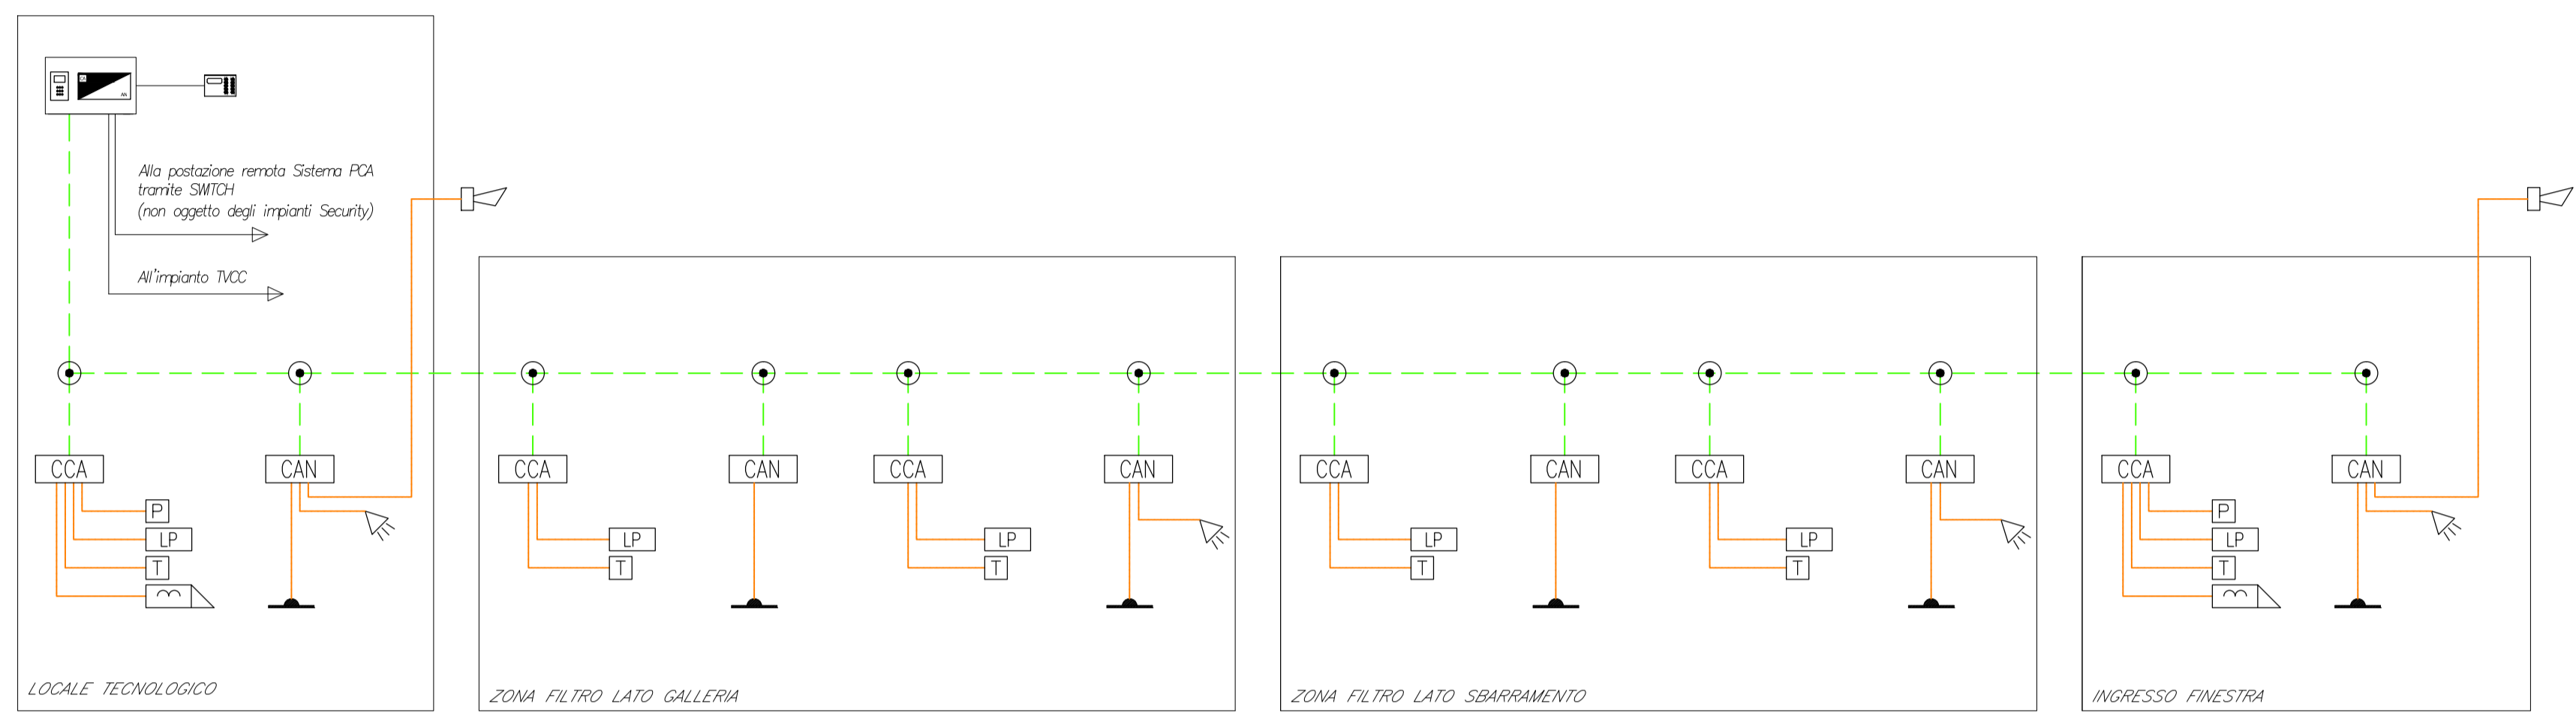 Alla postazione remota Sistema PCA
tramite SWITCH
(non oggetto degli impianti Security)
All'impianto TVCC
CCA
CAN
P
LP
T
LOCALE TECNOLOGICO
CCA
CAN
CCA
CAN
LP
LP
T
T
ZONA FILTRO LATO GALLERIA
CCA
CAN
CCA
CAN
LP
LP
T
T
ZONA FILTRO LATO SBARRAMENTO
CCA
CAN
P
LP
T
INGRESSO FINESTRA